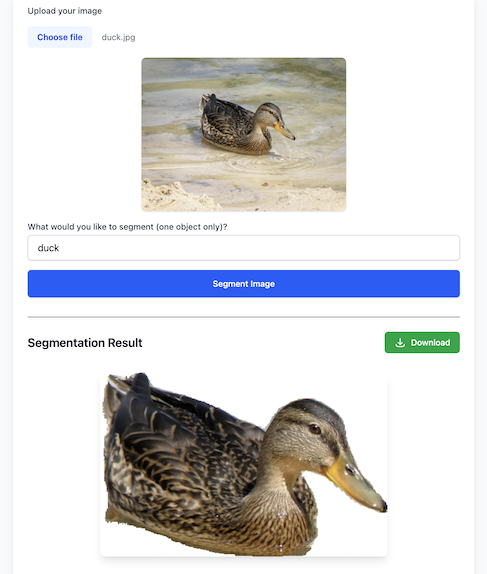 Upload your image
Choose file duck.jpg
What would you like to segment (one object only)?
duck
Segment Image
Segmentation Result Download